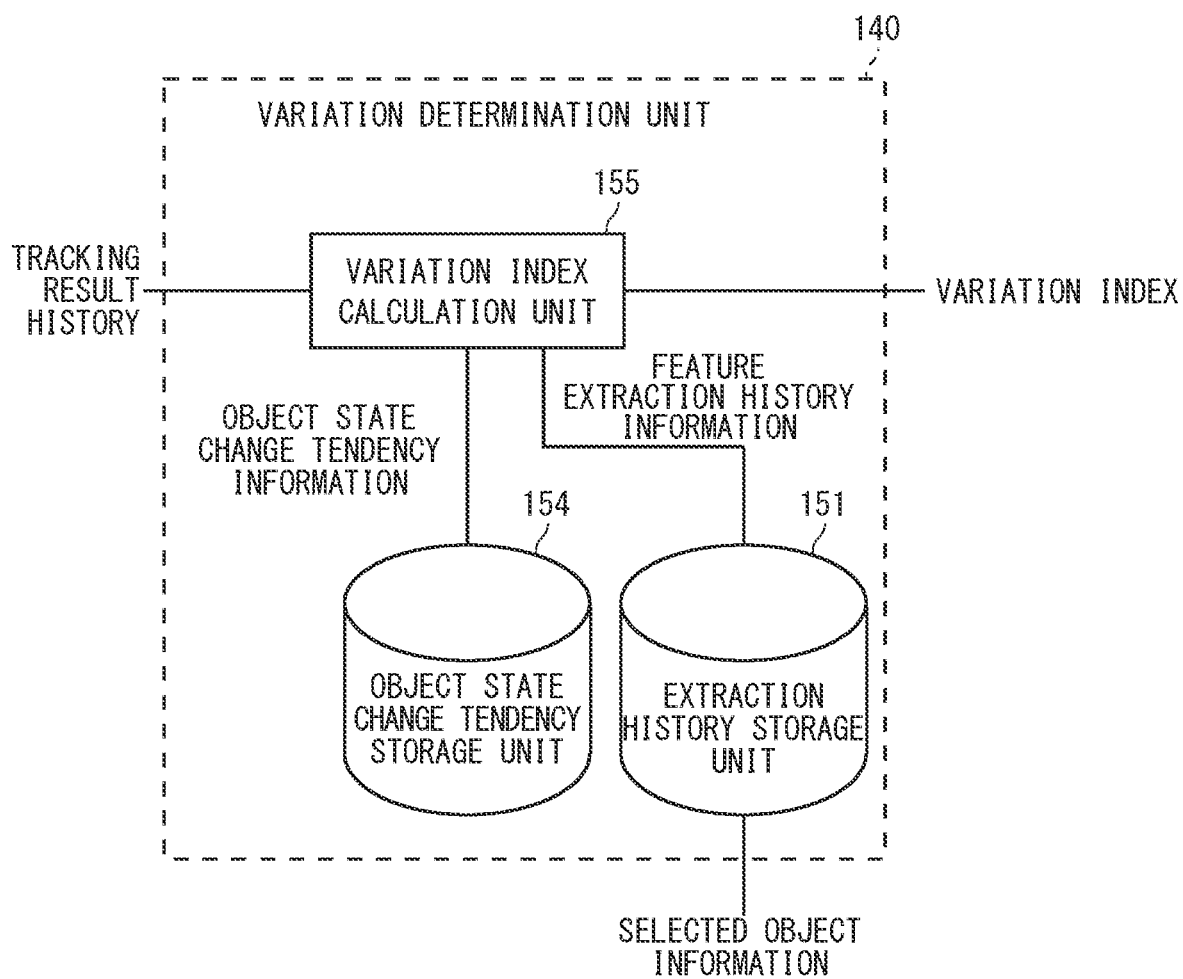 140
VARIATION DETERMINATION UNIT
155
TRACKING
RESULT
HISTORY
VARIATION INDEX
CALCULATION UNIT
VARIATION INDEX
FEATURE
EXTRACTION HISTORY
INFORMATION
OBJECT STATE
CHANGE TENDENCY
INFORMATION
154
151
OBJECT STATE
CHANGE TENDENCY
STORAGE UNIT
EXTRACTION
HISTORY STORAGE
UNIT
SELECTED OBJECT
INFORMATION